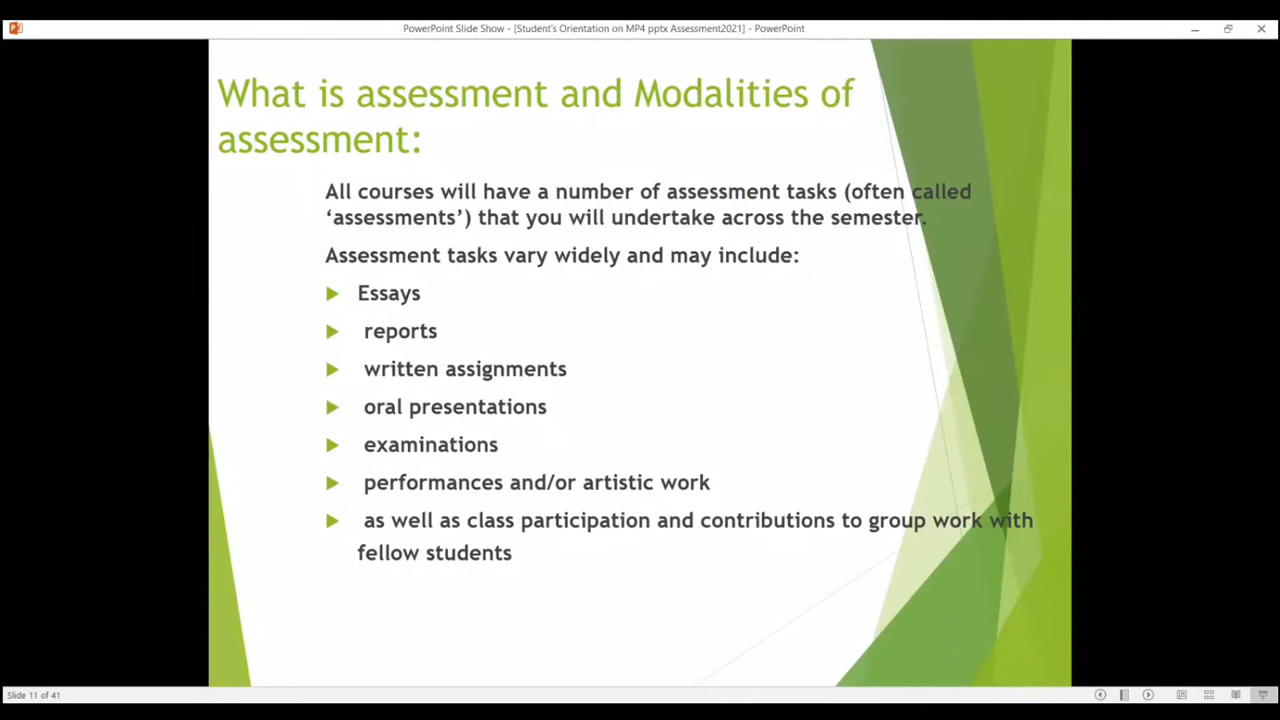 PowerPoint Slide Show - [Student's Orientation on MP4 pptx Assessment2021] - PowerPoint
What is assessment and Modalities of
assessment:
All courses will have a number of assessment tasks (often called
‘assessments’) that you will undertake across the semester.
Assessment tasks vary widely and may include:
Essays
reports
written assignments
oral presentations
examinations
performances and/or artistic work
as well as class participation and contributions to group work with
fellow students
Slide 11 of 41